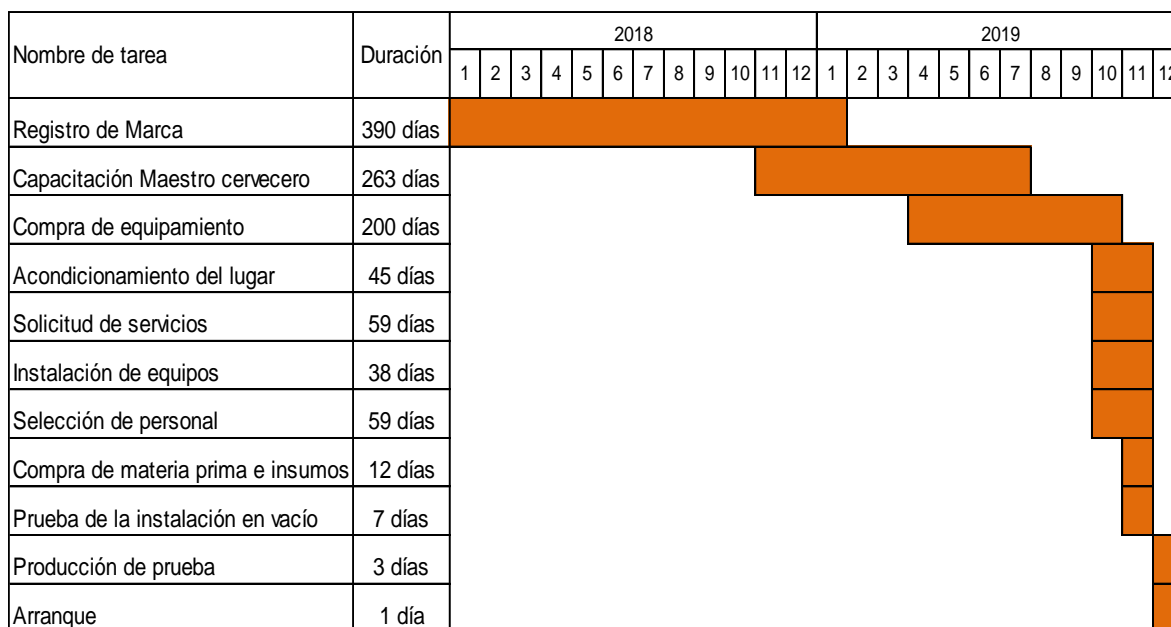 Nombre de tarea Duración 2018 2019
1 2 3 4 5 6 7 8 9 10 11 12 1 2 3 4 5 6 7 8 9 10 11 12
Registro de Marca 390 días
Capacitación Maestro cervecero 263 días
Compra de equipamiento 200 días
Acondicionamiento del lugar 45 días
Solicitud de servicios 59 días
Instalación de equipos 38 días
Selección de personal 59 días
Compra de materia prima e insumos 12 días
Prueba de la instalación en vacío 7 días
Producción de prueba 3 días
Arranque 1 día